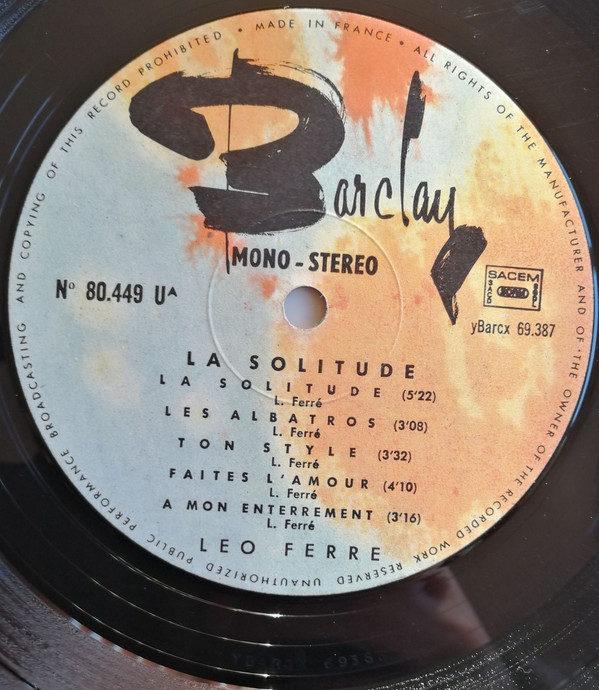 UNAUTHORIZED PUBLIC PERFORMANCE BROADCASTING AND COPYING OF THIS RECORD PROHIBITED • MADE IN FRANCE • ALL RIGHTS OF THE MANUFACTURER AND OF THE OWNER OF THE RECORDED WORK RESERVED
Barclay
MONO - STEREO
Nº 80.449 Uᴬ
SACEM
yBarcx 69.387
LA SOLITUDE
LA SOLITUDE (5'22)
L. Ferré
LES ALBATROS (3'08)
L. Ferré
TON STYLE (3'32)
L. Ferré
FAITES L'AMOUR (4'10)
L. Ferré
A MON ENTERREMENT (3'16)
L. Ferré
LEO FERRE